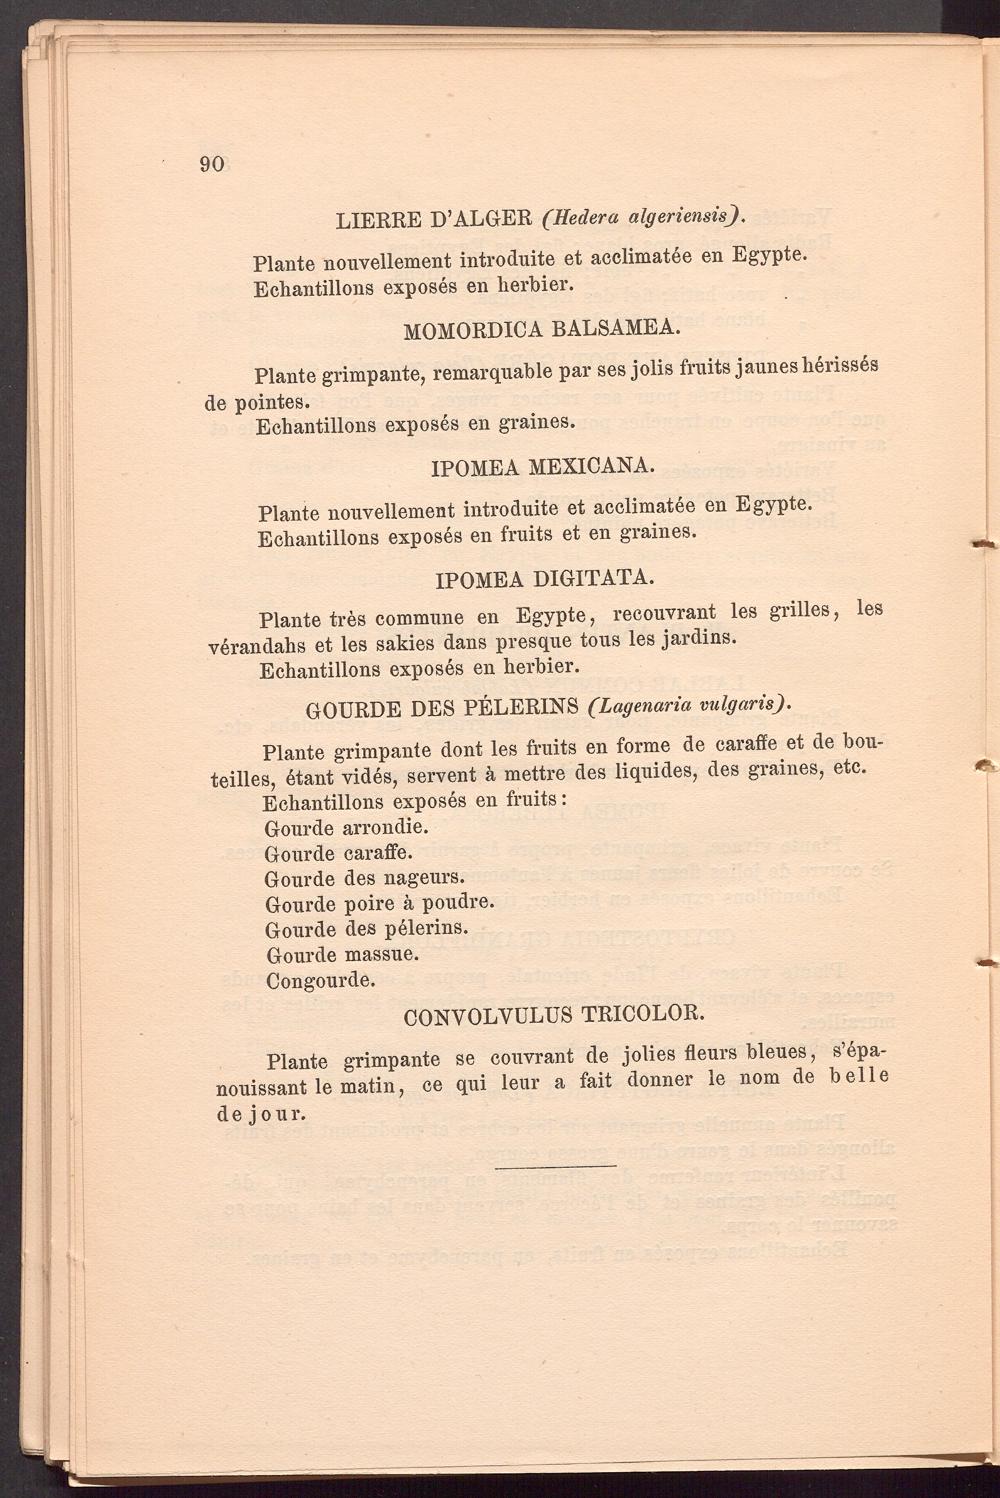 90
LIERRE D'ALGER (Hedera algeriensis).
Plante nouvellement introduite et acclimatée en Egypte.
Echantillons exposés en herbier.
MOMORDICA BALSAMEA.
Plante grimpante, remarquable par ses jolis fruits jaunes hérissés
de pointes.
Echantillons exposés en graines.
IPOMEA MEXICANA.
Plante nouvellement introduite et acclimatée en Egypte.
Echantillons exposés en fruits et en graines.
IPOMEA DIGITATA.
Plante très commune en Egypte, recouvrant les grilles, les
vérandahs et les sakies dans presque tous les jardins.
Echantillons exposés en herbier.
GOURDE DES PÉLERINS (Lagenaria vulgaris).
Plante grimpante dont les fruits en forme de caraffe et de bou-
teilles, étant vidés, servent à mettre des liquides, des graines, etc.
Echantillons exposés en fruits:
Gourde arrondie.
Gourde caraffe.
Gourde des nageurs.
Gourde poire à poudre.
Gourde des pélerins.
Gourde massue.
Congourde.
CONVOLVULUS TRICOLOR.
Plante grimpante se couvrant de jolies fleurs bleues, s'épa-
nouissant le matin, ce qui leur a fait donner le nom de belle
de jour.